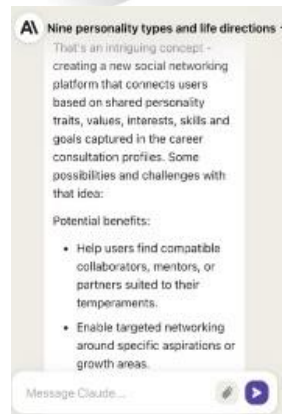 A\ Nine personality types and life directions
That's an intriguing concept -
creating a new social networking
platform that connects users
based on shared personality
traits, values, interests, skills and
goals captured in the career
consultation profiles. Some
possibilities and challenges with
that idea:
Potential benefits:
• Help users find compatible
collaborators, mentors, or
partners suited to their
temperaments.
• Enable targeted networking
around specific aspirations or
growth areas.
Message Claude...